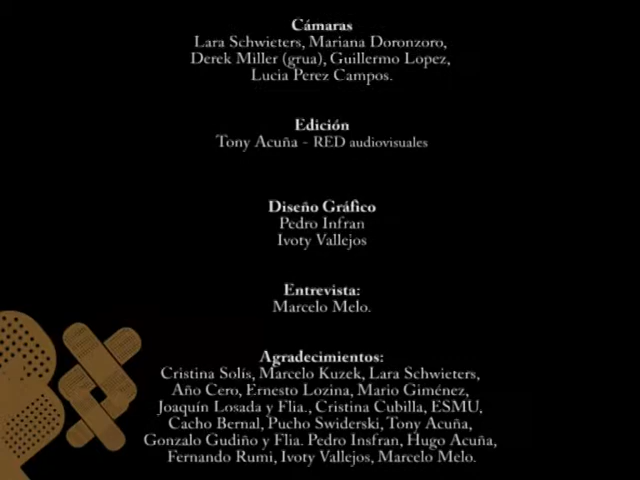 Cámaras
Lara Schwieters, Mariana Doronzoro,
Derek Miller (grua), Guillermo Lopez,
Lucia Perez Campos.
Edición
Tony Acuña - RED audiovisuales
Diseño Gráfico
Pedro Infran
Ivoty Vallejos
Entrevista:
Marcelo Melo.
Agradecimientos:
Cristina Solís, Marcelo Kuzek, Lara Schwieters,
Año Cero, Ernesto Lozina, Mario Giménez,
Joaquín Losada y Flia., Cristina Cubilla, ESMU,
Cacho Bernal, Pucho Swiderski, Tony Acuña,
Gonzalo Gudiño y Flia. Pedro Insfran, Hugo Acuña,
Fernando Rumi, Ivoty Vallejos, Marcelo Melo.